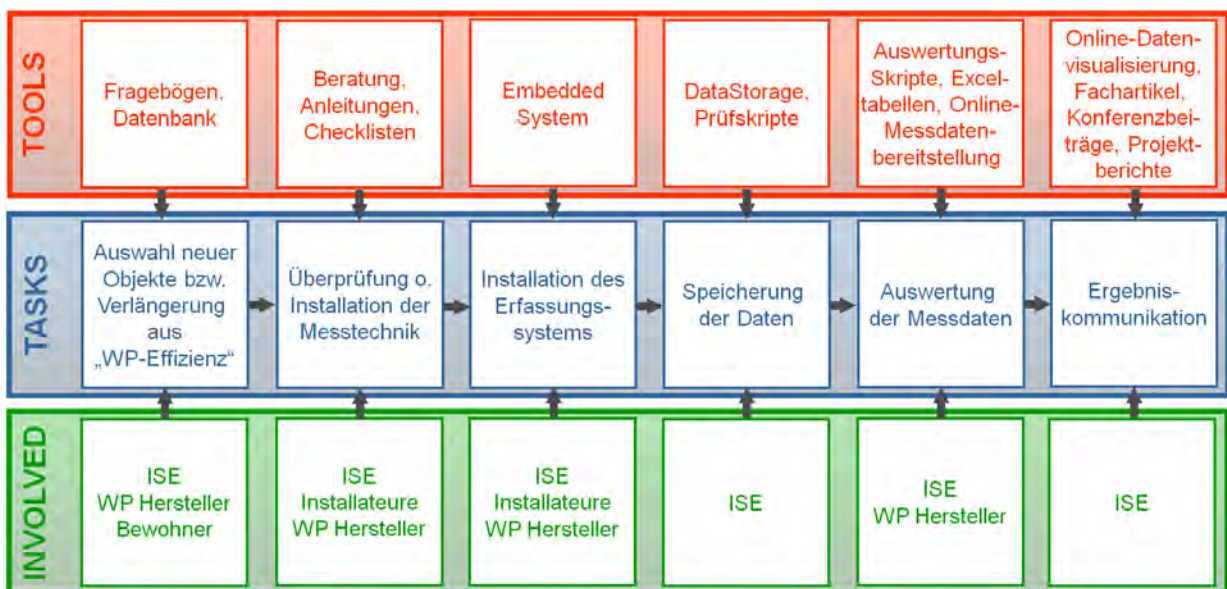 TOOLS
Fragebögen,
Datenbank
Beratung,
Anleitungen,
Checklisten
Embedded
System
DataStorage,
Prüfskripte
Auswertungs-
Skripte, Excel-
tabellen, Online-
Messdaten-
bereitstellung
Online-Daten-
visualisierung,
Fachartikel,
Konferenzbei-
träge, Projekt-
berichte
TASKS
Auswahl neuer
Objekte bzw.
Verlängerung
aus
„WP-Effizienz“
Überprüfung o.
Installation der
Messtechnik
Installation des
Erfassungs-
systems
Speicherung
der Daten
Auswertung
der Messdaten
Ergebnis-
kommunikation
INVOLVED
ISE
WP Hersteller
Bewohner
ISE
Installateure
WP Hersteller
ISE
Installateure
WP Hersteller
ISE
ISE
WP Hersteller
ISE